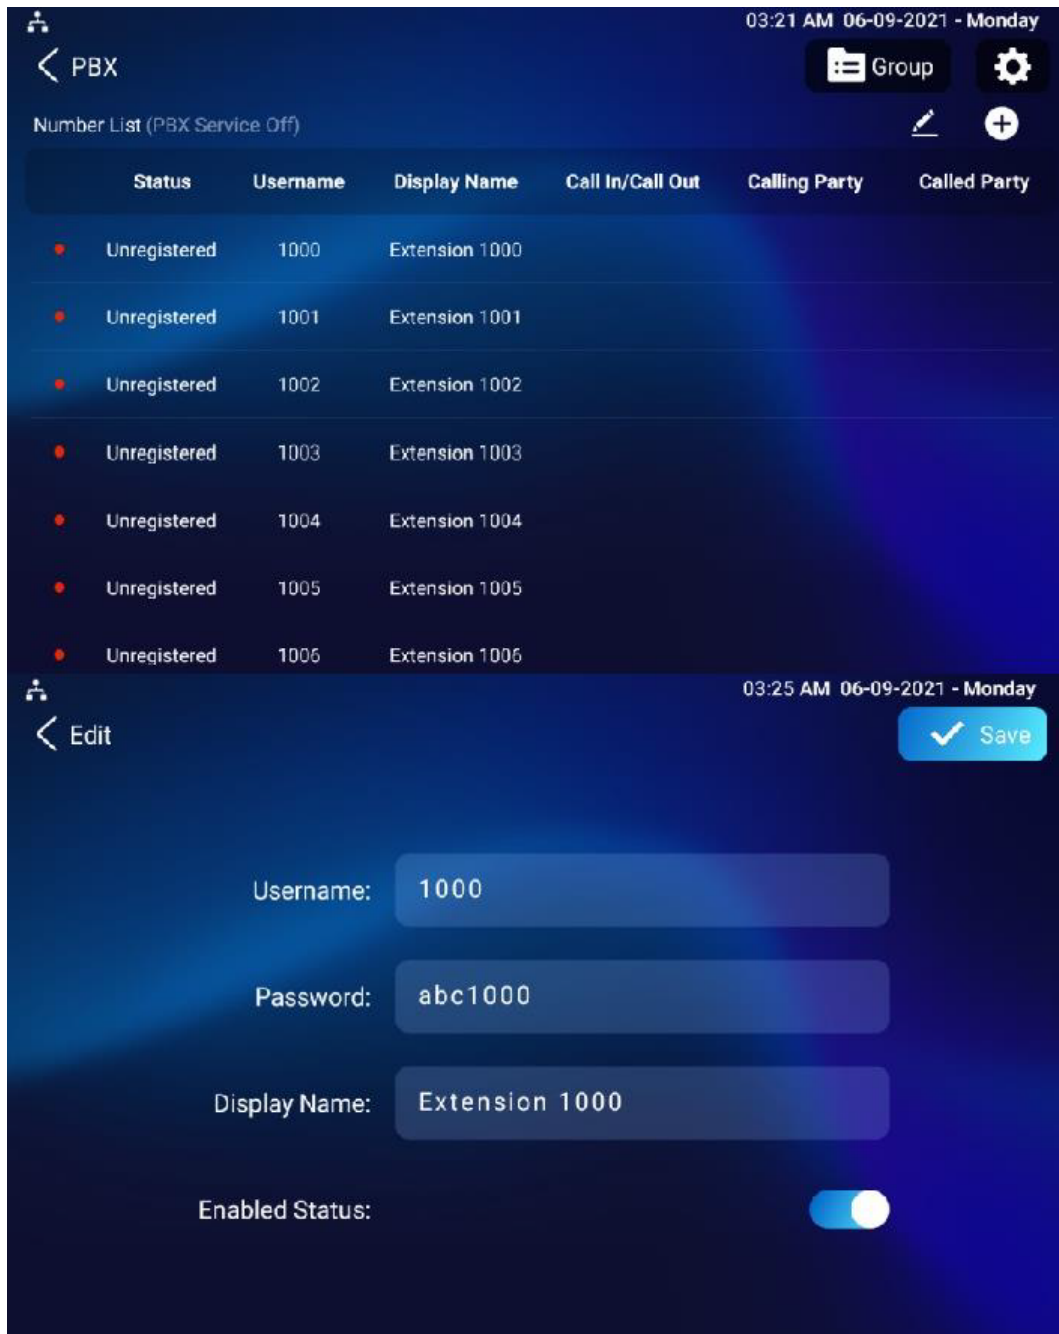 03:21 AM 06-09-2021 - Monday
PBX
Group
Number List (PBX Service Off)
Status Username Display Name Call In/Call Out Calling Party Called Party
Unregistered 1000 Extension 1000
Unregistered 1001 Extension 1001
Unregistered 1002 Extension 1002
Unregistered 1003 Extension 1003
Unregistered 1004 Extension 1004
Unregistered 1005 Extension 1005
Unregistered 1006 Extension 1006
03:25 AM 06-09-2021 - Monday
Edit
Save
Username: 1000
Password: abc1000
Display Name: Extension 1000
Enabled Status: